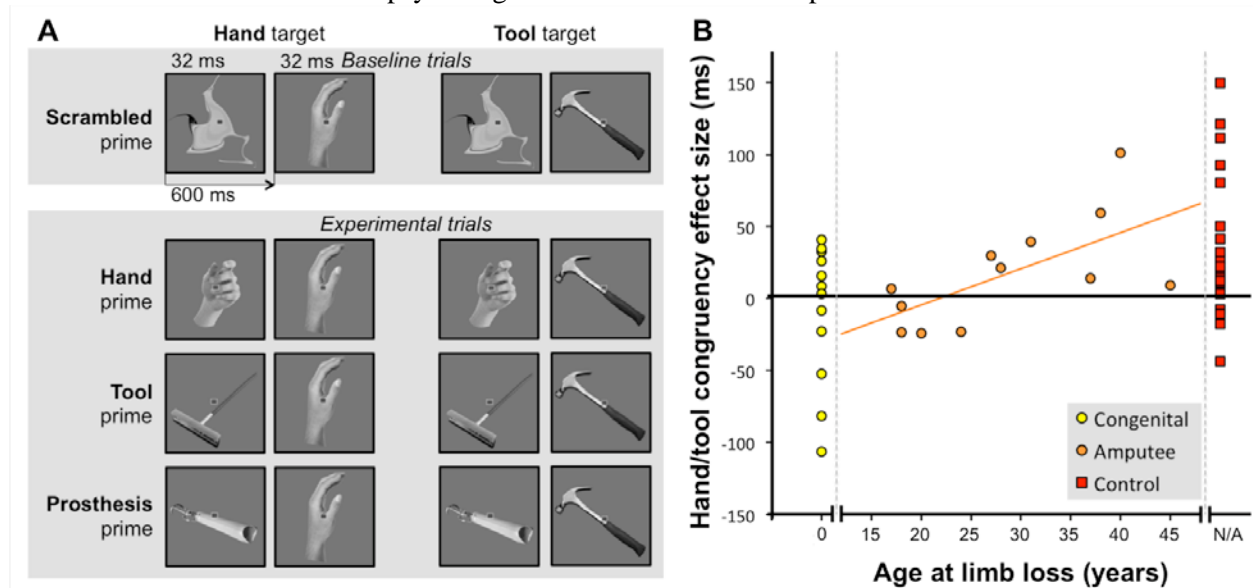 A
Hand target
Tool target
32 ms
32 ms
Baseline trials
Scrambled
prime
600 ms
Experimental trials
Hand
prime
Tool
prime
Prosthesis
prime
B
Hand/tool congruency effect size (ms)
150
100
50
0
-50
-100
-150
Congenital
Amputee
Control
0 15 20 25 30 35 40 45 N/A
Age at limb loss (years)